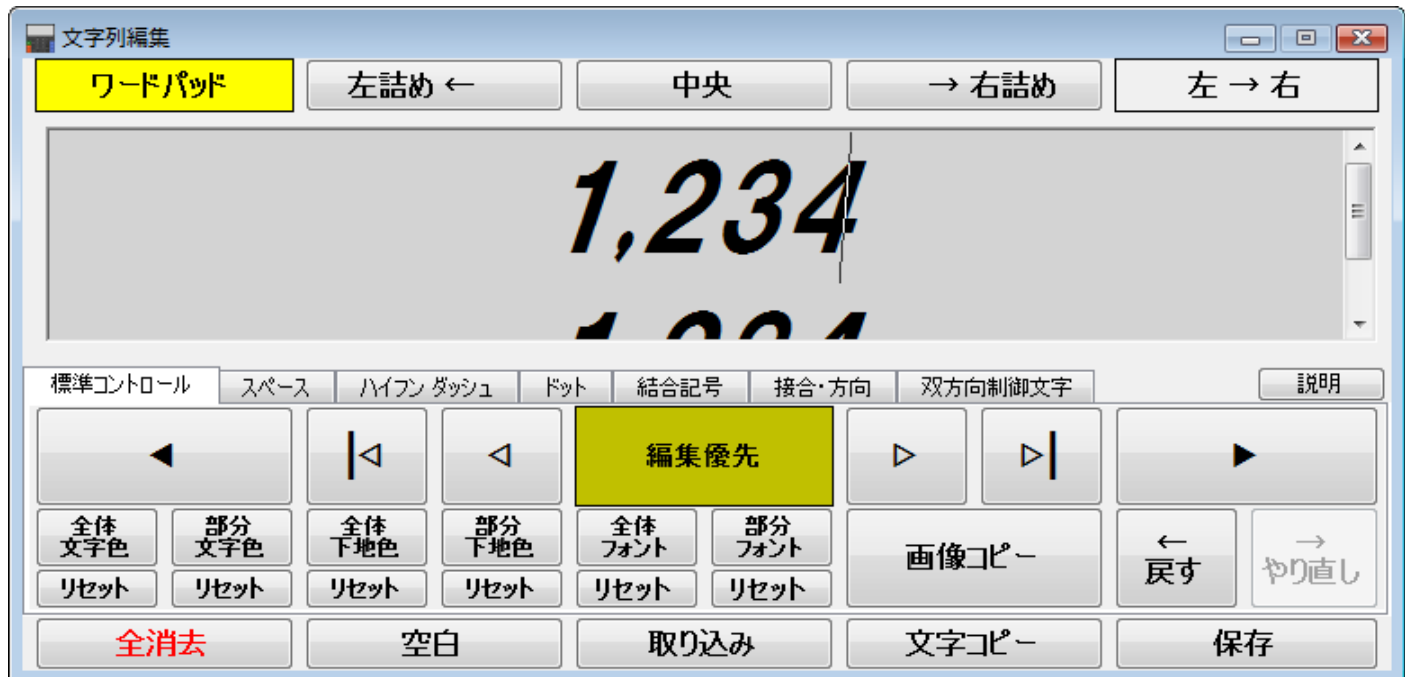 文字列編集
ワードパッド 左詰め ← 中央 → 右詰め 左 → 右
1,234
1,234
標準コントロール スペース ハイフン ダッシュ ドット 結合記号 接合・方向 双方向制御文字 説明
◀ |◁ ◁ 編集優先 ▷ ▷| ▶
全体 部分 全体 部分 全体 部分
文字色 文字色 下地色 下地色 フォント フォント 画像コピー ← 戻す → やり直し
リセット リセット リセット リセット リセット リセット
全消去 空白 取り込み 文字コピー 保存